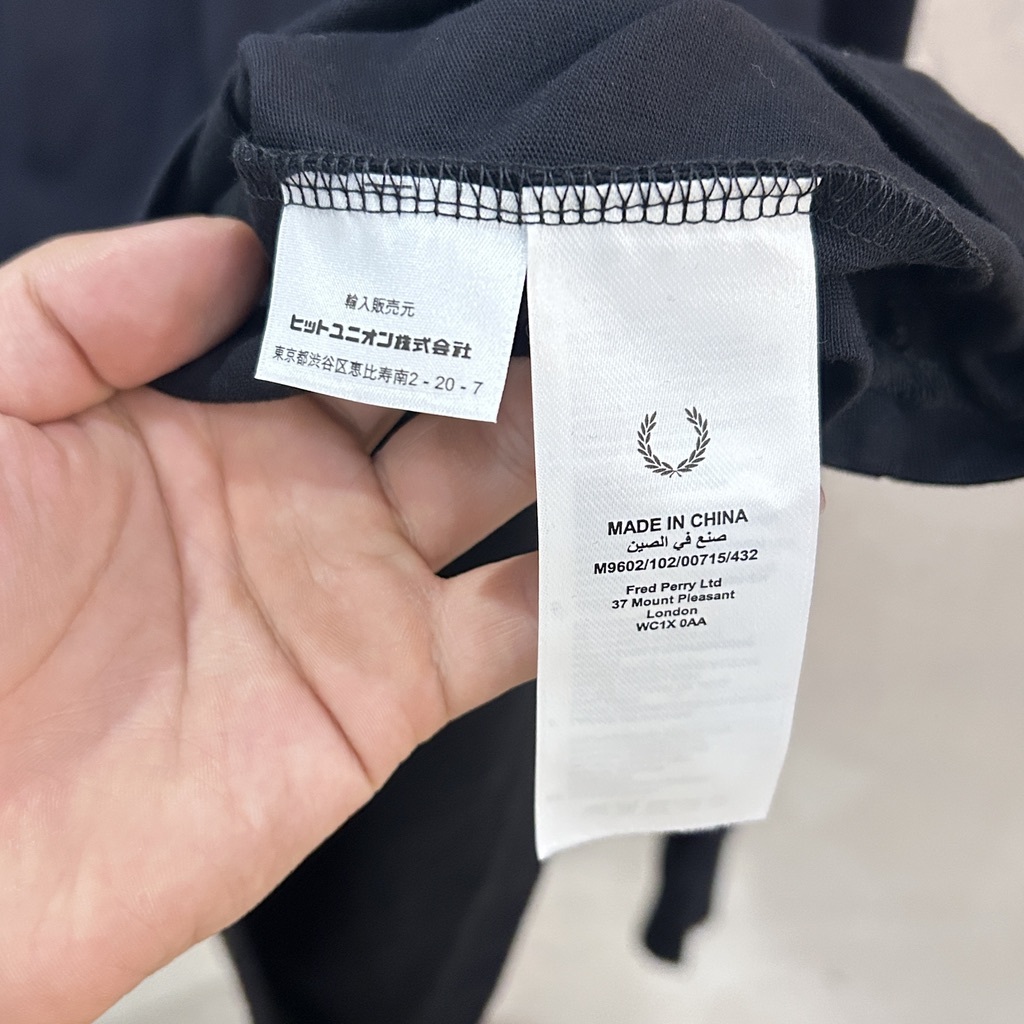 輸入販売元
ヒットユニオン株式会社
東京都渋谷区恵比寿南2-20-7
MADE IN CHINA
صنع في الصين
M9602/102/00715/432
Fred Perry Ltd
37 Mount Pleasant
London
WC1X 0AA